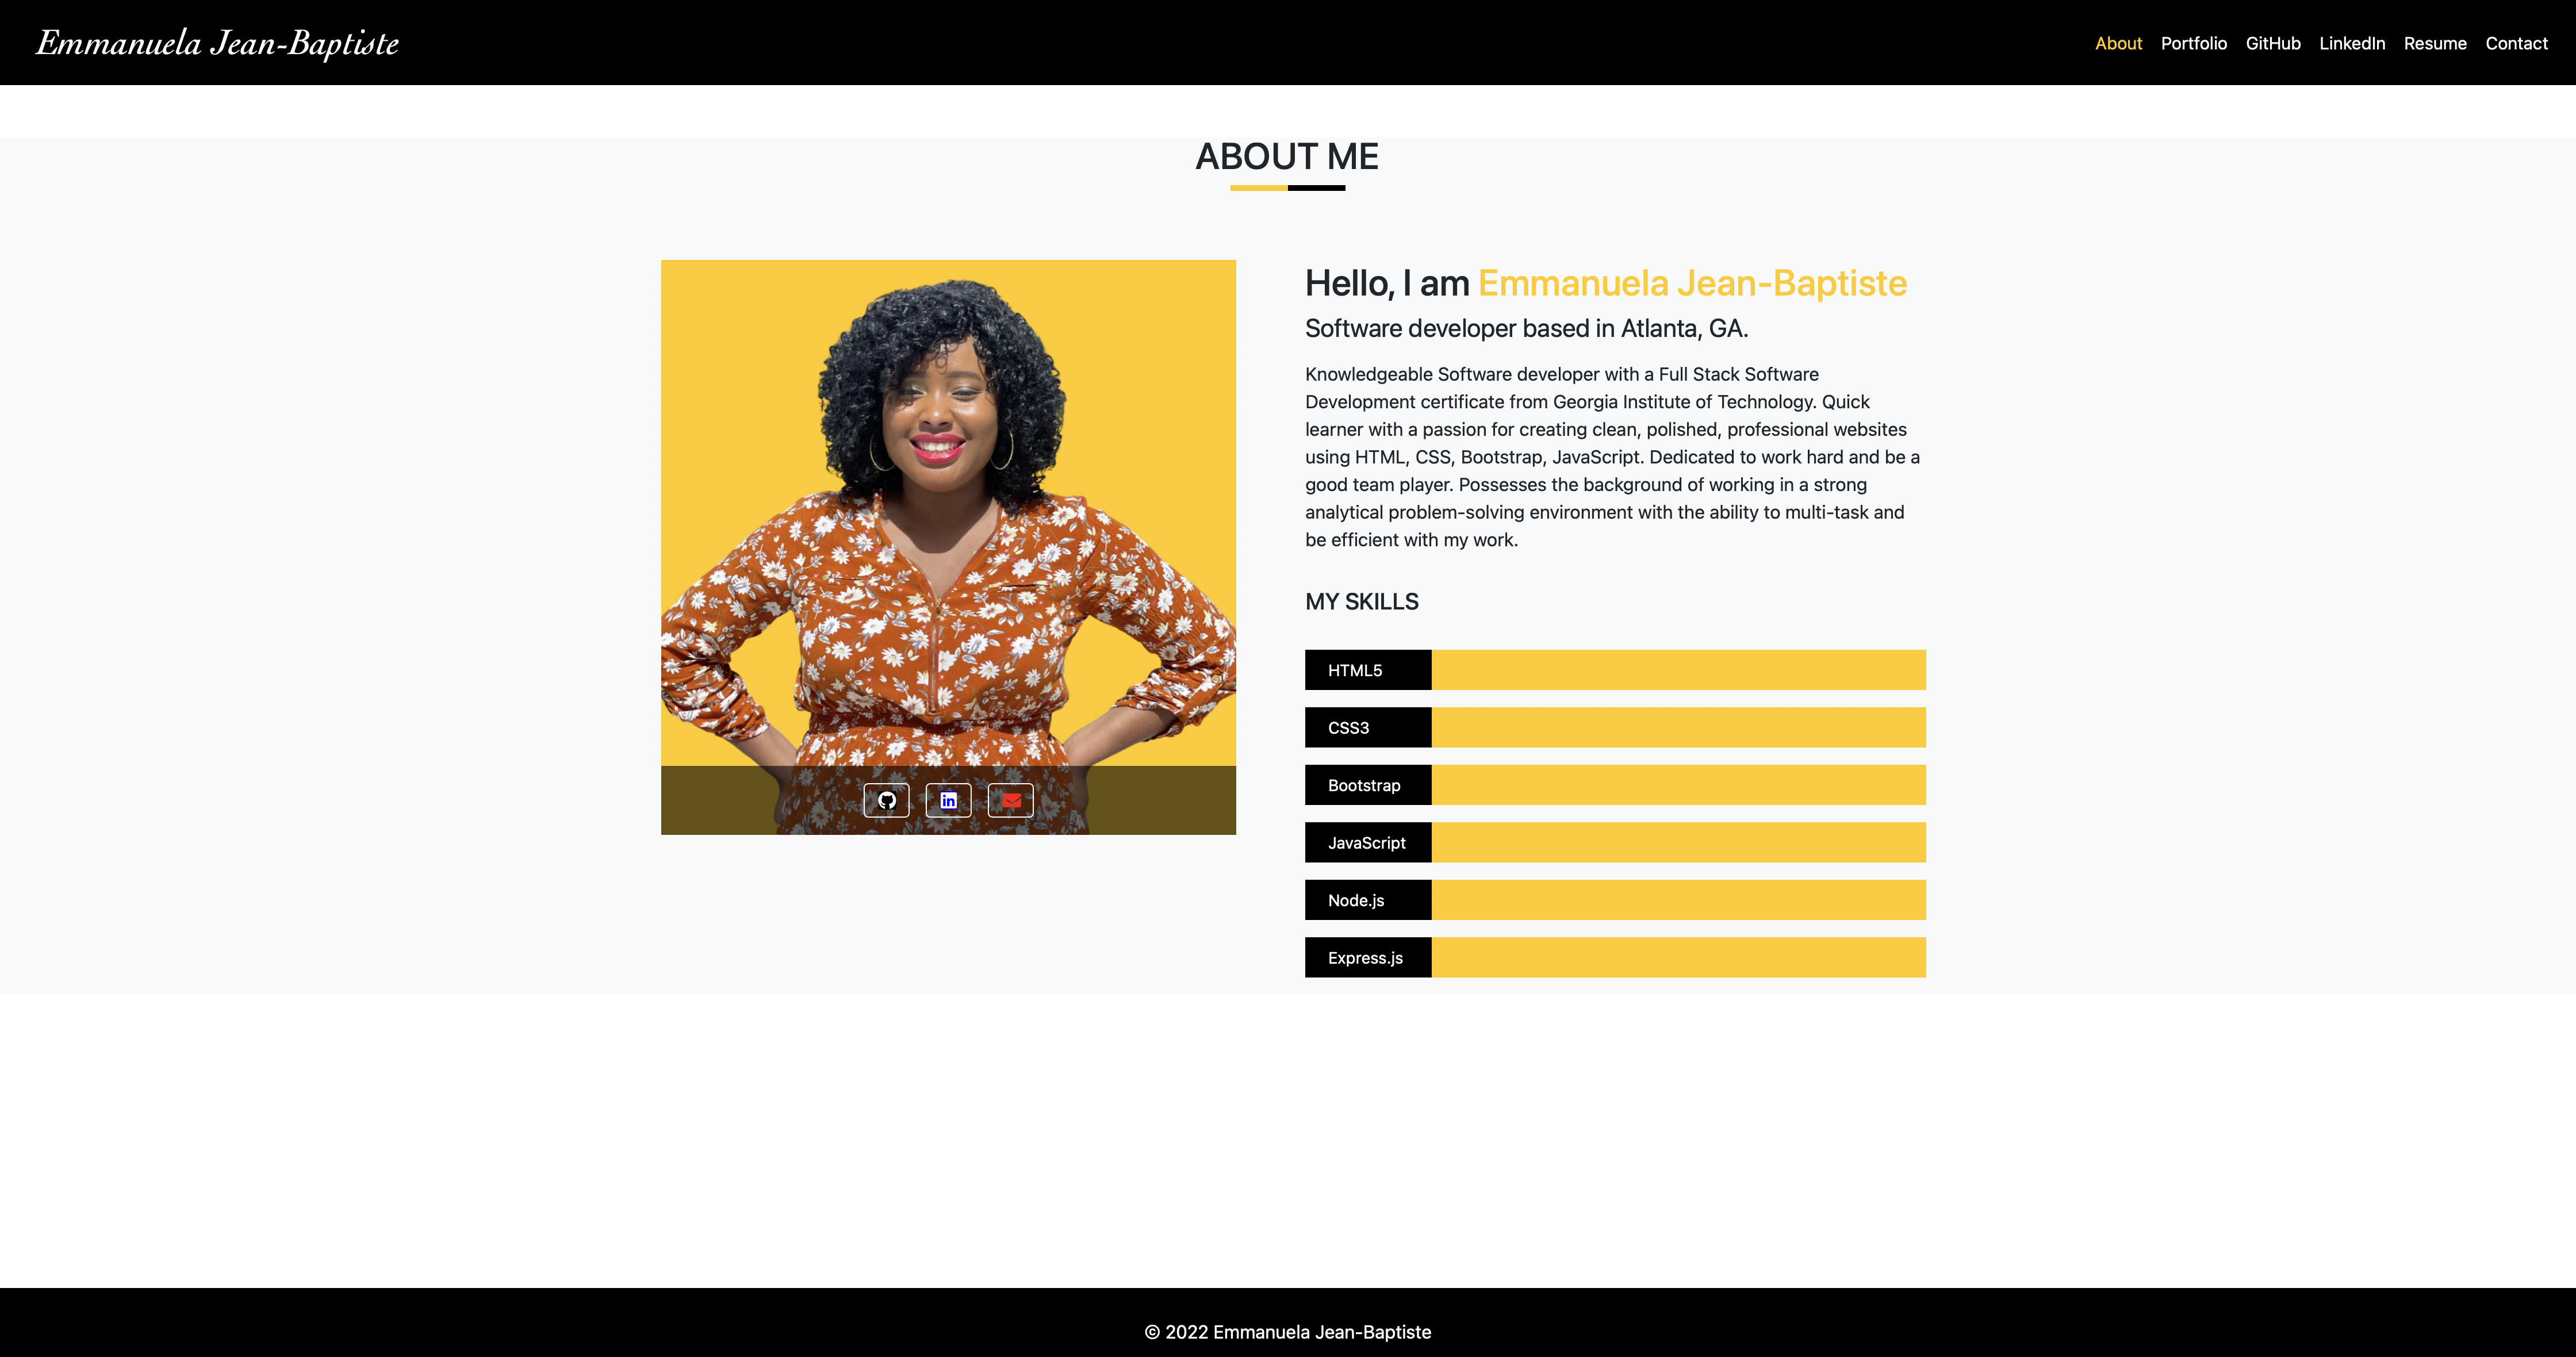 Emmanuela Jean-Baptiste
About Portfolio GitHub LinkedIn Resume Contact
ABOUT ME
Hello, I am Emmanuela Jean-Baptiste
Software developer based in Atlanta, GA.
Knowledgeable Software developer with a Full Stack Software
Development certificate from Georgia Institute of Technology. Quick
learner with a passion for creating clean, polished, professional websites
using HTML, CSS, Bootstrap, JavaScript. Dedicated to work hard and be a
good team player. Possesses the background of working in a strong
analytical problem-solving environment with the ability to multi-task and
be efficient with my work.
MY SKILLS
HTML5
CSS3
Bootstrap
JavaScript
Node.js
Express.js
in
© 2022 Emmanuela Jean-Baptiste